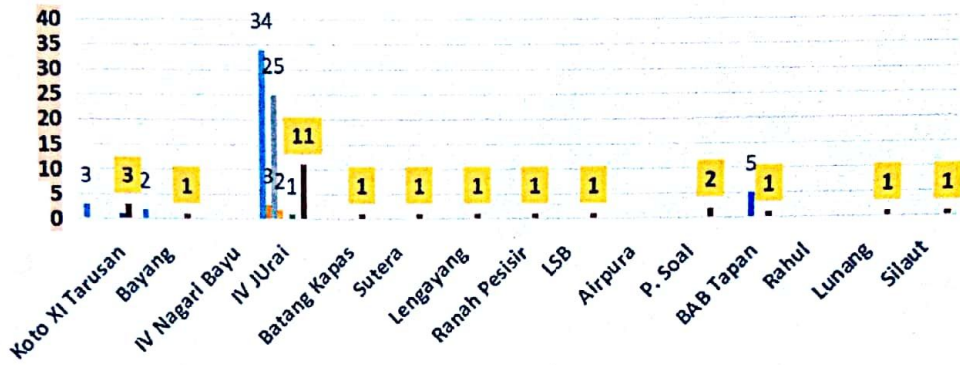 40
35
30
25
20
15
10
5
0
34
25
3
3
2
1
3
2
1
11
1
1
1
1
1
2
5
1
1
1
Koto XI Tarusan
Bayang
IV Nagari Bayu
IV JUrai
Batang Kapas
Sutera
Lengayang
Ranah Pesisir
LSB
Airpura
P. Soal
BAB Tapan
Rahul
Lunang
Silaut